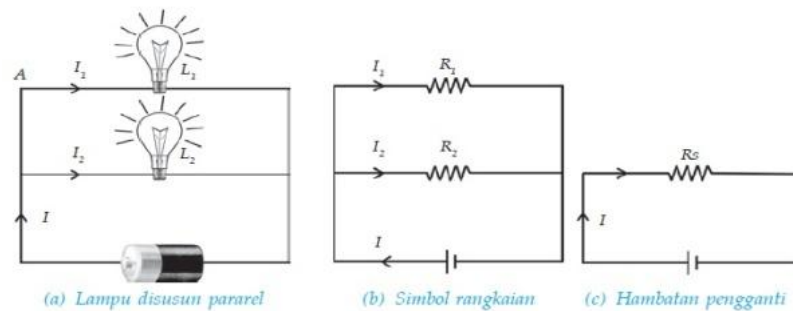 A
I₁
L₁
I₂
L₂
I
(a) Lampu disusun pararel
I₁
R₁
I₂
R₂
I
(b) Simbol rangkaian
Rs
I
(c) Hambatan pengganti